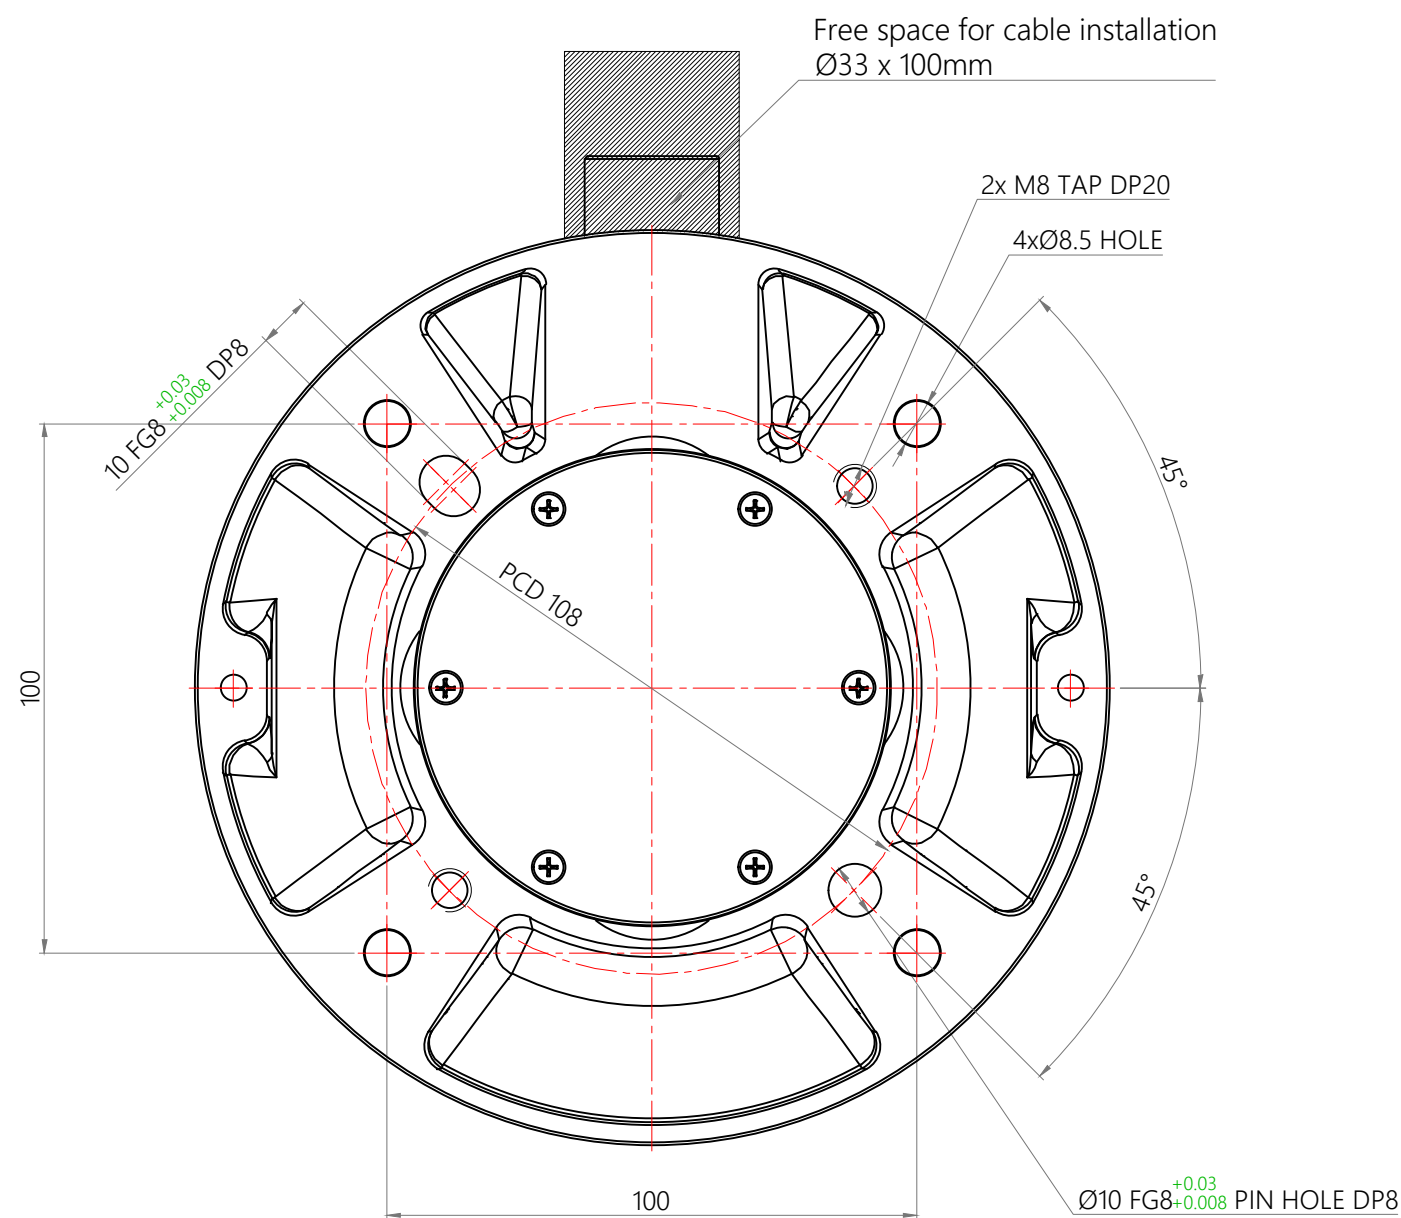 Free space for cable installation
Ø33 x 100mm
2x M8 TAP DP20
4xØ8.5 HOLE
10 FG8 +0.03 +0.008 DP8
45°
PCD 108
100
45°
100
Ø10 FG8 +0.03 +0.008 PIN HOLE DP8